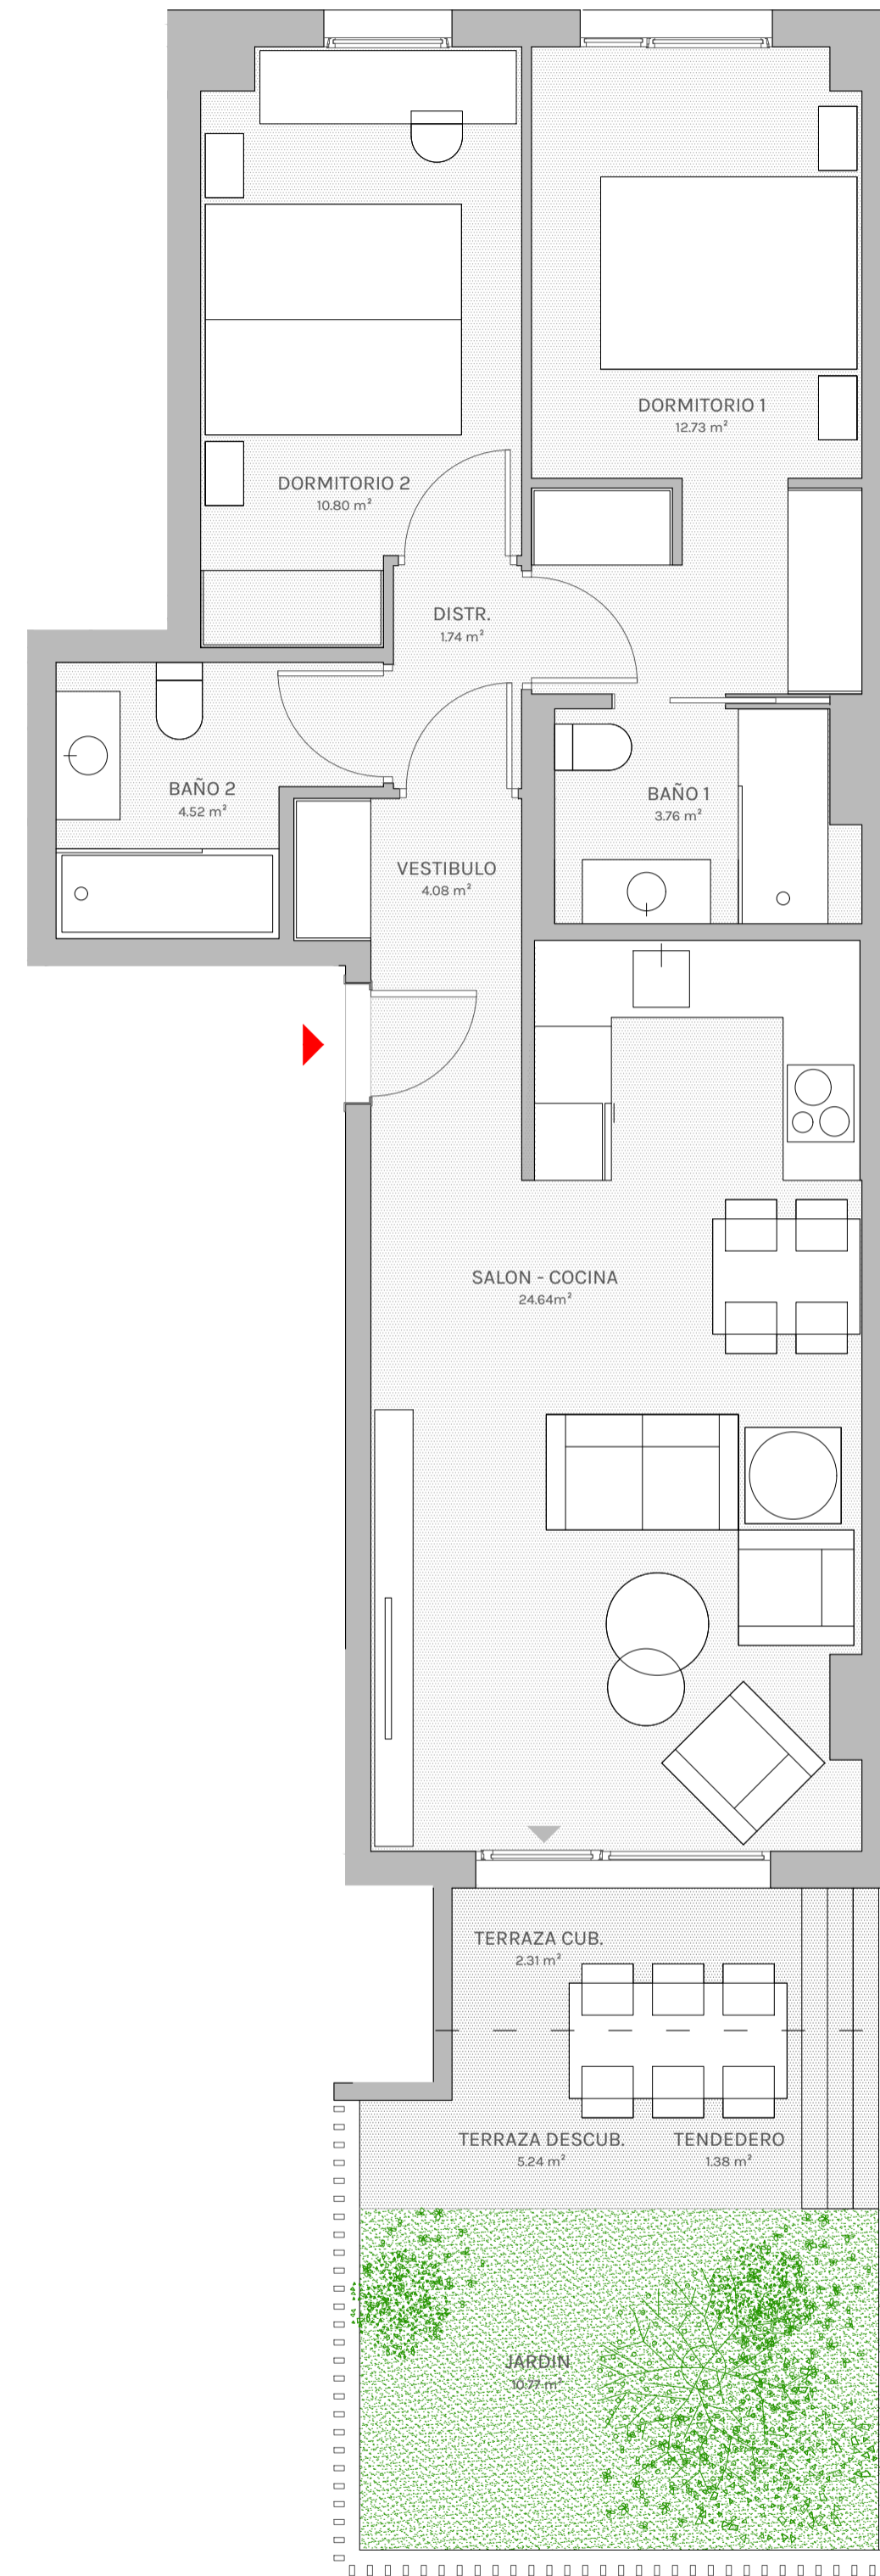 DORMITORIO 1
12.73 m²
DORMITORIO 2
10.80 m²
DISTR.
1.74 m²
BAÑO 2
4.52 m²
BAÑO 1
3.76 m²
VESTIBULO
4.08 m²
SALON - COCINA
24.64m²
TERRAZA CUB.
2.31 m²
TERRAZA DESCUB.
5.24 m²
TENDEDERO
1.38 m²
JARDIN
10.77 m²